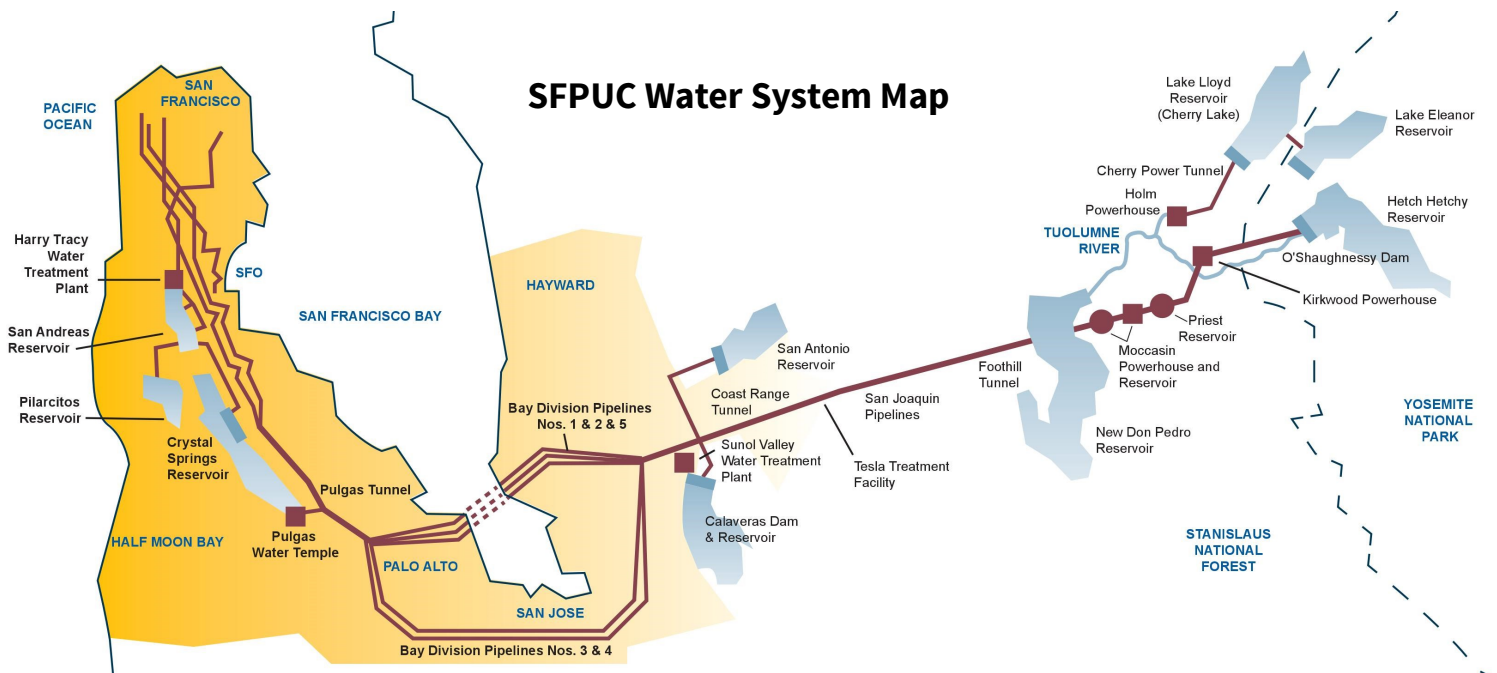 SFPUC Water System Map
PACIFIC
OCEAN
SAN
FRANCISCO
Harry Tracy
Water
Treatment
Plant
SFO
San Andreas
Reservoir
Pilarcitos
Reservoir
Crystal
Springs
Reservoir
SAN FRANCISCO BAY
HAYWARD
Bay Division Pipelines
Nos. 1 & 2 & 5
Pulgas Tunnel
Pulgas
Water Temple
HALF MOON BAY
PALO ALTO
SAN JOSE
Bay Division Pipelines Nos. 3 & 4
San Antonio
Reservoir
Coast Range
Tunnel
Sunol Valley
Water Treatment
Plant
Calaveras Dam
& Reservoir
San Joaquin
Pipelines
Tesla Treatment
Facility
Foothill
Tunnel
New Don Pedro
Reservoir
Moccasin
Powerhouse and
Reservoir
Priest
Reservoir
Kirkwood Powerhouse
O'Shaughnessy Dam
Hetch Hetchy
Reservoir
Lake Eleanor
Reservoir
Lake Lloyd
Reservoir
(Cherry Lake)
Cherry Power Tunnel
Holm
Powerhouse
TUOLUMNE
RIVER
YOSEMITE
NATIONAL
PARK
STANISLAUS
NATIONAL
FOREST